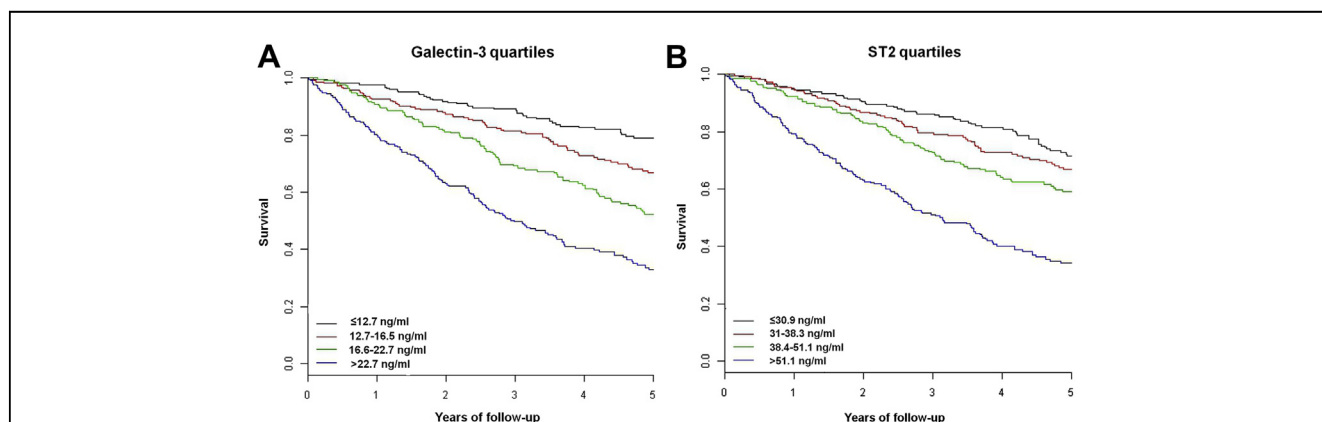 A
Galectin-3 quartiles
Survival
1.0
0.8
0.6
0.4
0.2
0.0
≤12.7 ng/ml
12.7-16.5 ng/ml
16.6-22.7 ng/ml
>22.7 ng/ml
0 1 2 3 4 5
Years of follow-up
B
ST2 quartiles
Survival
1.0
0.8
0.6
0.4
0.2
0.0
≤30.9 ng/ml
31-38.3 ng/ml
38.4-51.1 ng/ml
>51.1 ng/ml
0 1 2 3 4 5
Years of follow-up